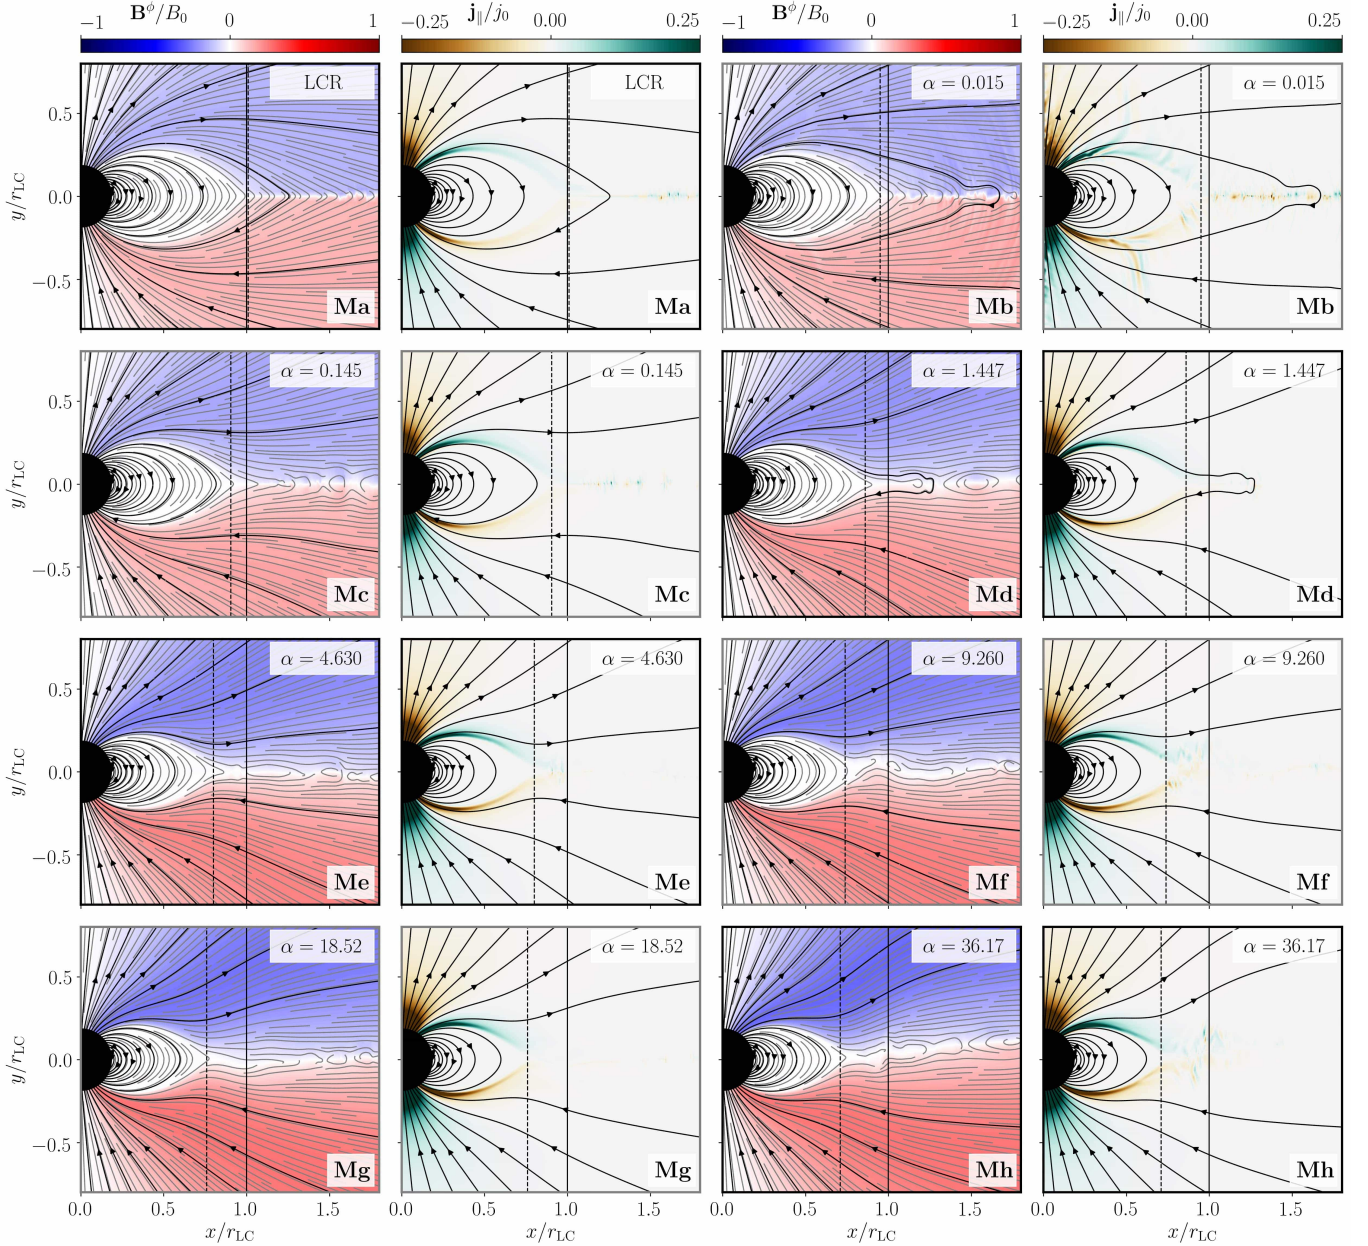 B^ϕ/B_0 j_∥/j_0 B^ϕ/B_0 j_∥/j_0
−1 0 1 −0.25 0.00 0.25 −1 0 1 −0.25 0.00 0.25
LCR LCR α = 0.015 α = 0.015
0.5
0.0
−0.5
y/r_LC
Ma Ma Mb Mb
α = 0.145 α = 0.145 α = 1.447 α = 1.447
0.5
0.0
−0.5
y/r_LC
Mc Mc Md Md
α = 4.630 α = 4.630 α = 9.260 α = 9.260
0.5
0.0
−0.5
y/r_LC
Me Me Mf Mf
α = 18.52 α = 18.52 α = 36.17 α = 36.17
0.5
0.0
−0.5
y/r_LC
Mg Mg Mh Mh
0.0 0.5 1.0 1.5 0.0 0.5 1.0 1.5 0.0 0.5 1.0 1.5 0.0 0.5 1.0 1.5
x/r_LC x/r_LC x/r_LC x/r_LC